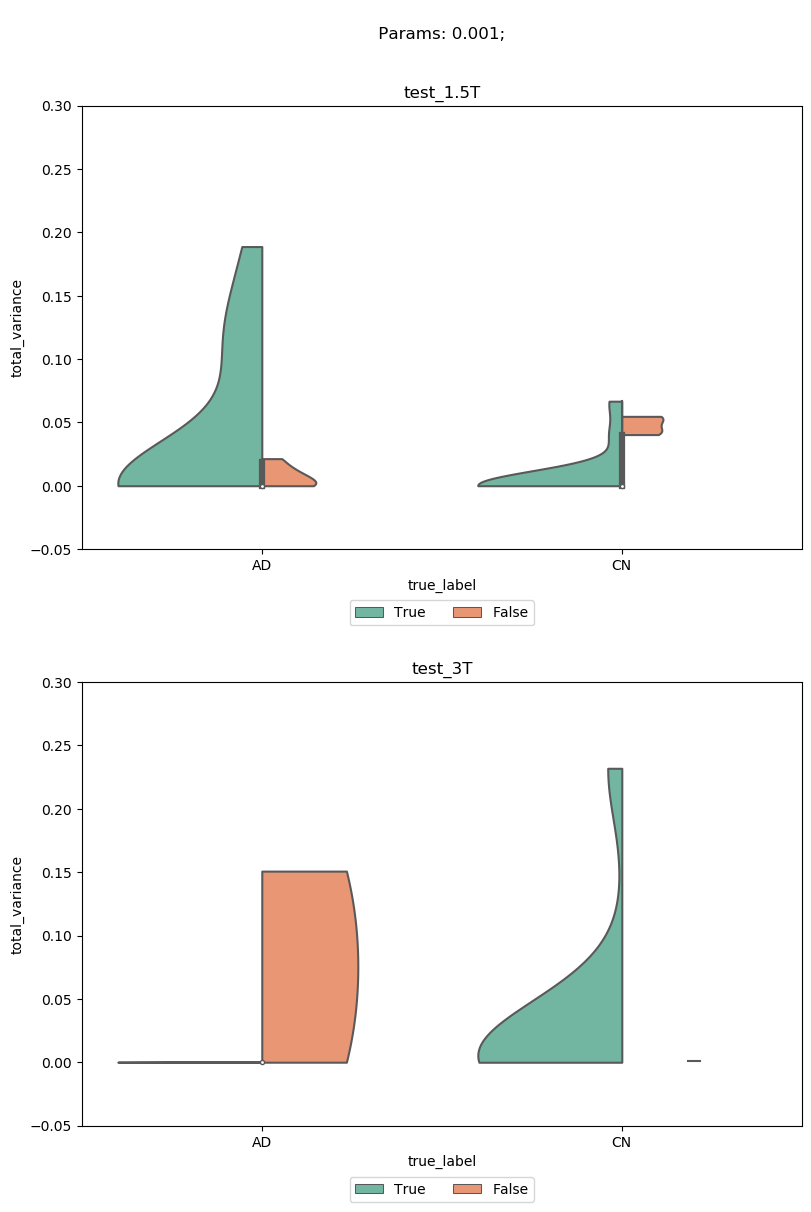 Params: 0.001;
test_1.5T
0.30
0.25
0.20
0.15
0.10
0.05
0.00
−0.05
total_variance
AD CN
true_label
True False
test_3T
0.30
0.25
0.20
0.15
0.10
0.05
0.00
−0.05
total_variance
AD CN
true_label
True False